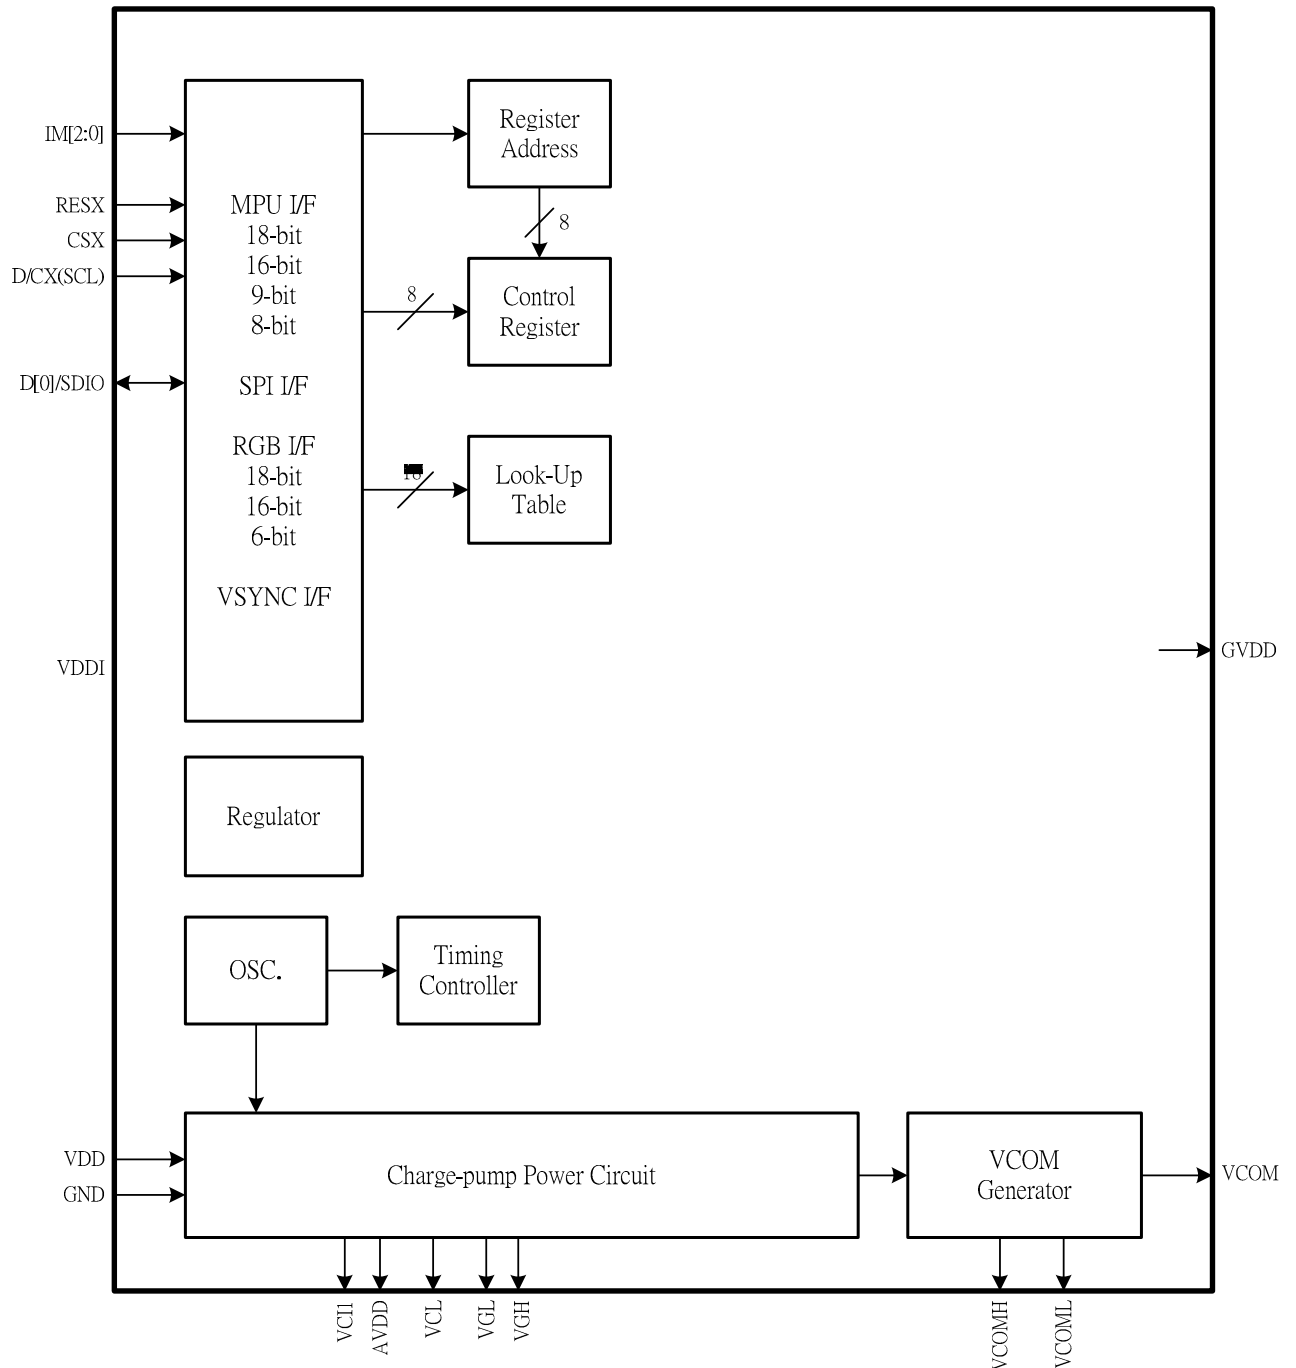 IM[2:0]
RESX
CSX
D/CX(SCL)
D[0]/SDIO
VDDI
MPU I/F
18-bit
16-bit
9-bit
8-bit
SPI I/F
RGB I/F
18-bit
16-bit
6-bit
VSYNC I/F
Register
Address
8
8
Control
Register
Look-Up
Table
GVDD
Regulator
OSC.
Timing
Controller
VDD
GND
Charge-pump Power Circuit
VCOM
Generator
VCOM
VCI1
AVDD
VCL
VGL
VGH
VCOMH
VCOML